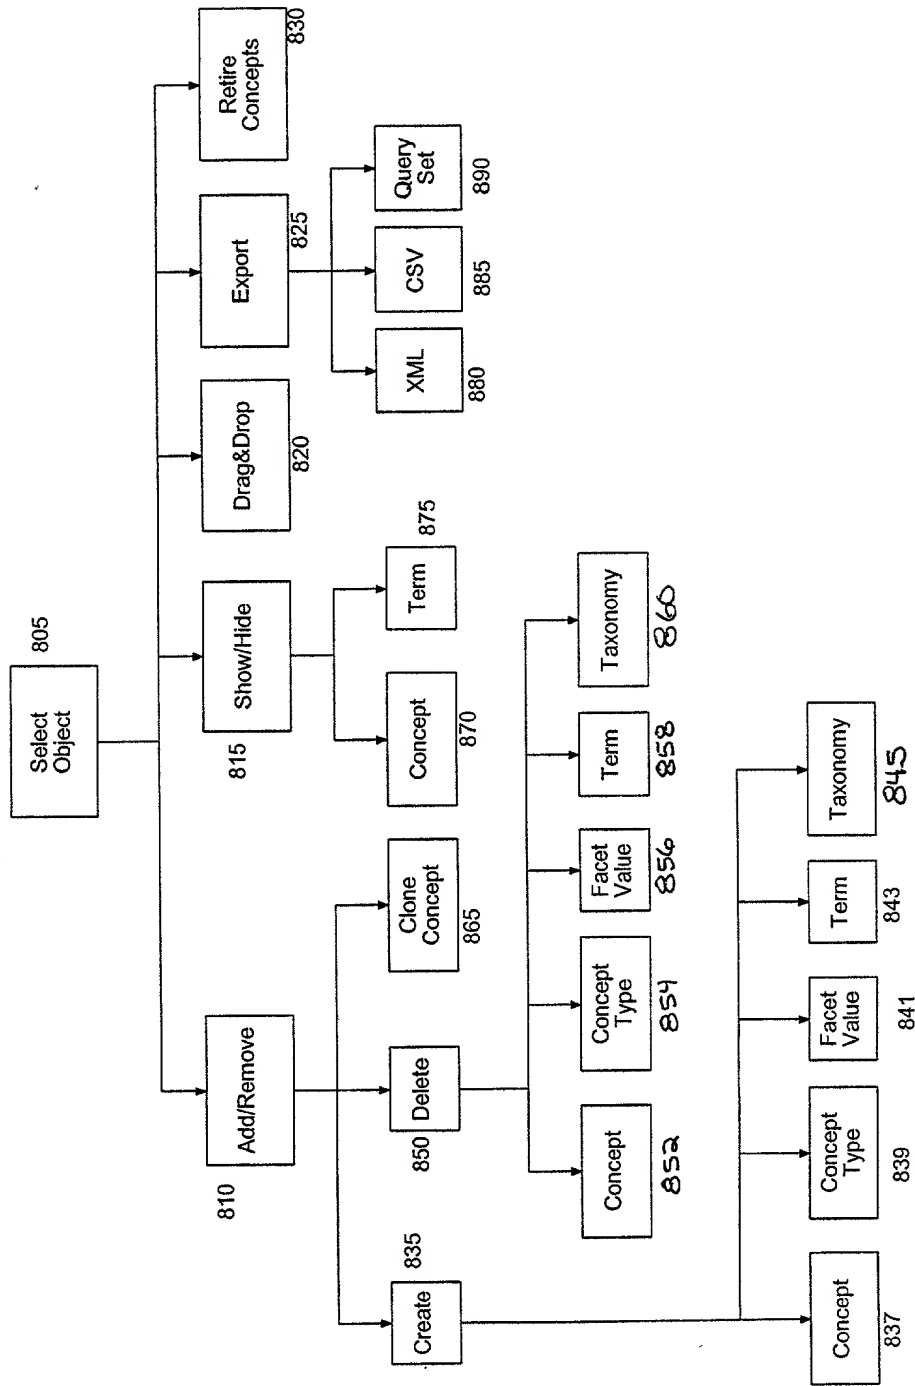 Select
Object
805
Add/Remove
810
Show/Hide
815
Drag&Drop
820
Export
825
Retire
Concepts
830
Create
835
850
Delete
Clone
Concept
865
Concept
870
Term
875
XML
880
CSV
885
Query
Set
890
Concept
852
Concept
Type
854
Facet
Value
856
Term
858
Taxonomy
860
Concept
837
Concept
Type
839
Facet
Value
841
Term
843
Taxonomy
845